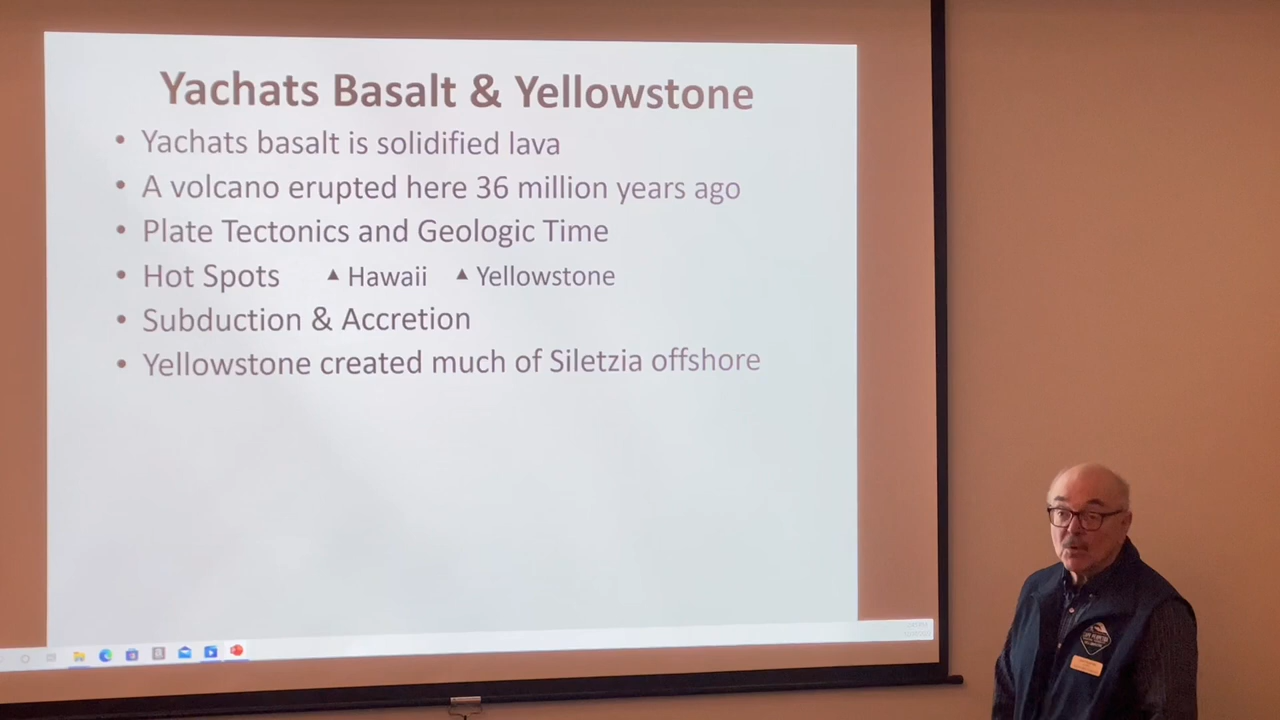 Yachats Basalt & Yellowstone
• Yachats basalt is solidified lava
• A volcano erupted here 36 million years ago
• Plate Tectonics and Geologic Time
• Hot Spots ▲ Hawaii ▲ Yellowstone
• Subduction & Accretion
• Yellowstone created much of Siletzia offshore